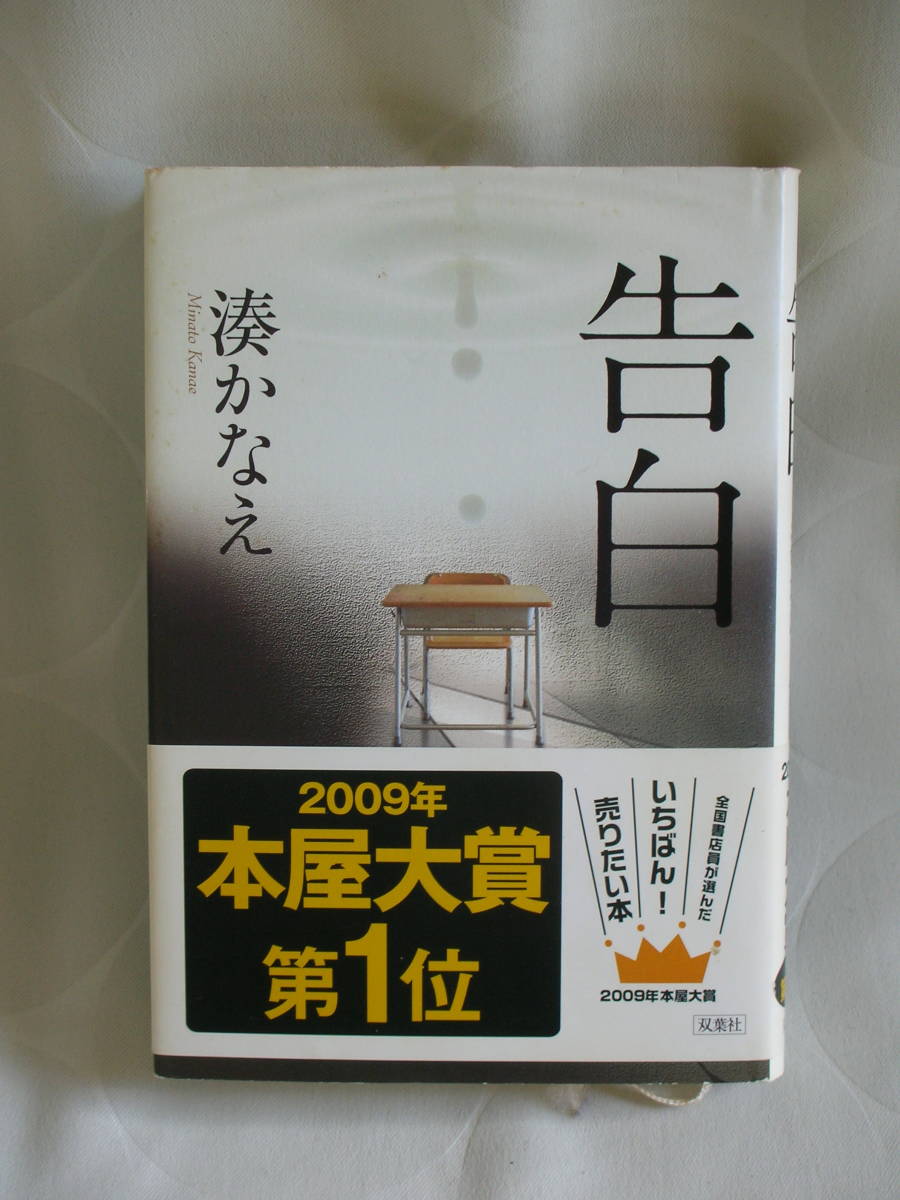 告白
湊かなえ
Minato Kanae
2009年
本屋大賞
第1位
全国書店員が選んだ
いちばん!
売りたい本
2009年本屋大賞
双葉社